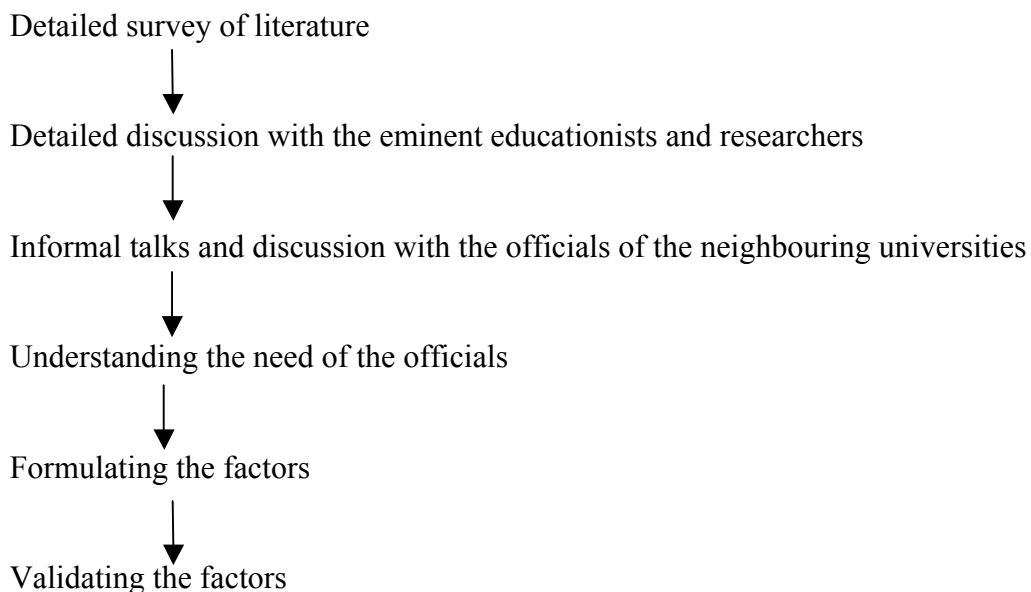 Detailed survey of literature
Detailed discussion with the eminent educationists and researchers
Informal talks and discussion with the officials of the neighbouring universities
Understanding the need of the officials
Formulating the factors
Validating the factors